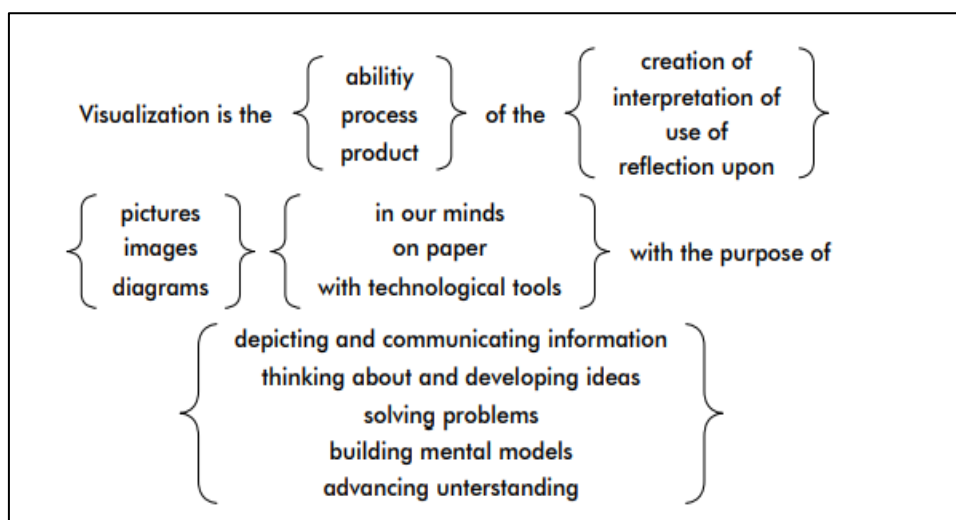 Visualization is the
abilitiy
process
product
of the
creation of
interpretation of
use of
reflection upon
pictures
images
diagrams
in our minds
on paper
with technological tools
with the purpose of
depicting and communicating information
thinking about and developing ideas
solving problems
building mental models
advancing unterstanding